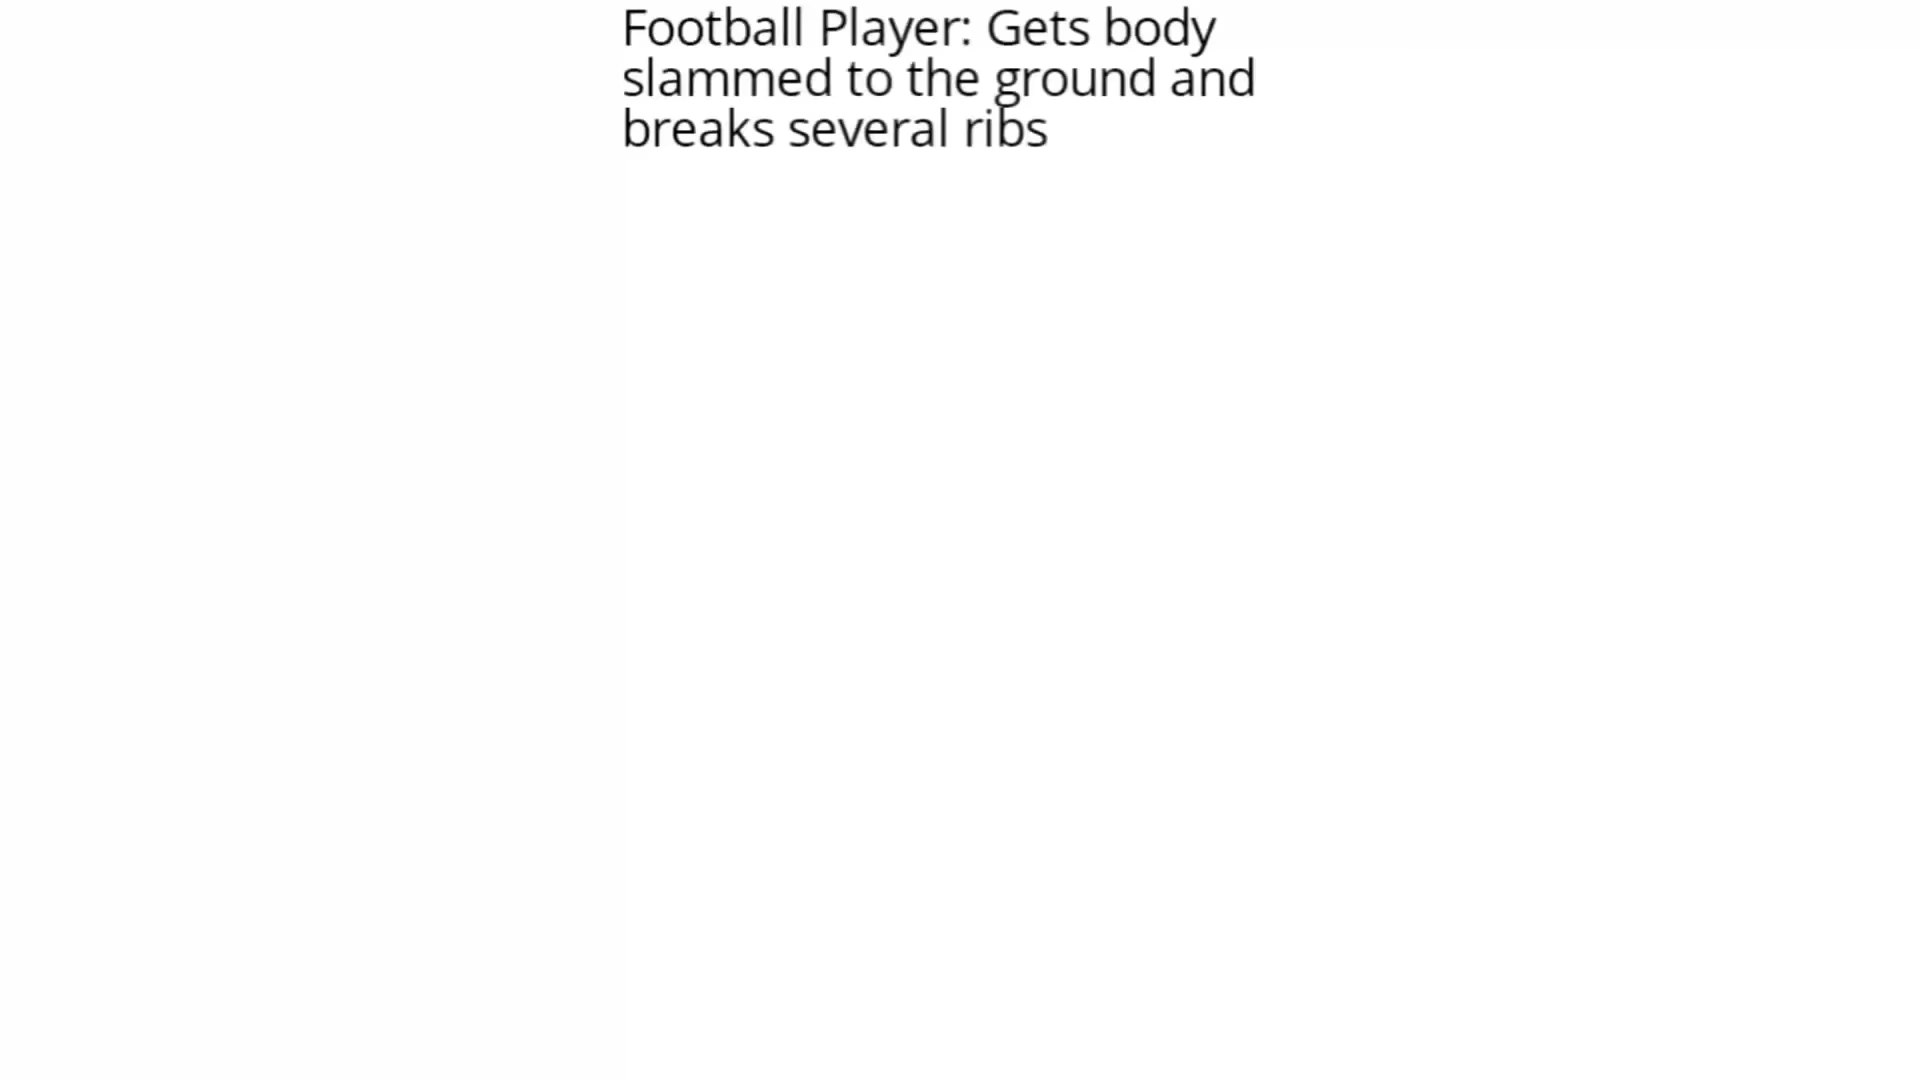 Football Player: Gets body
slammed to the ground and
breaks several ribs